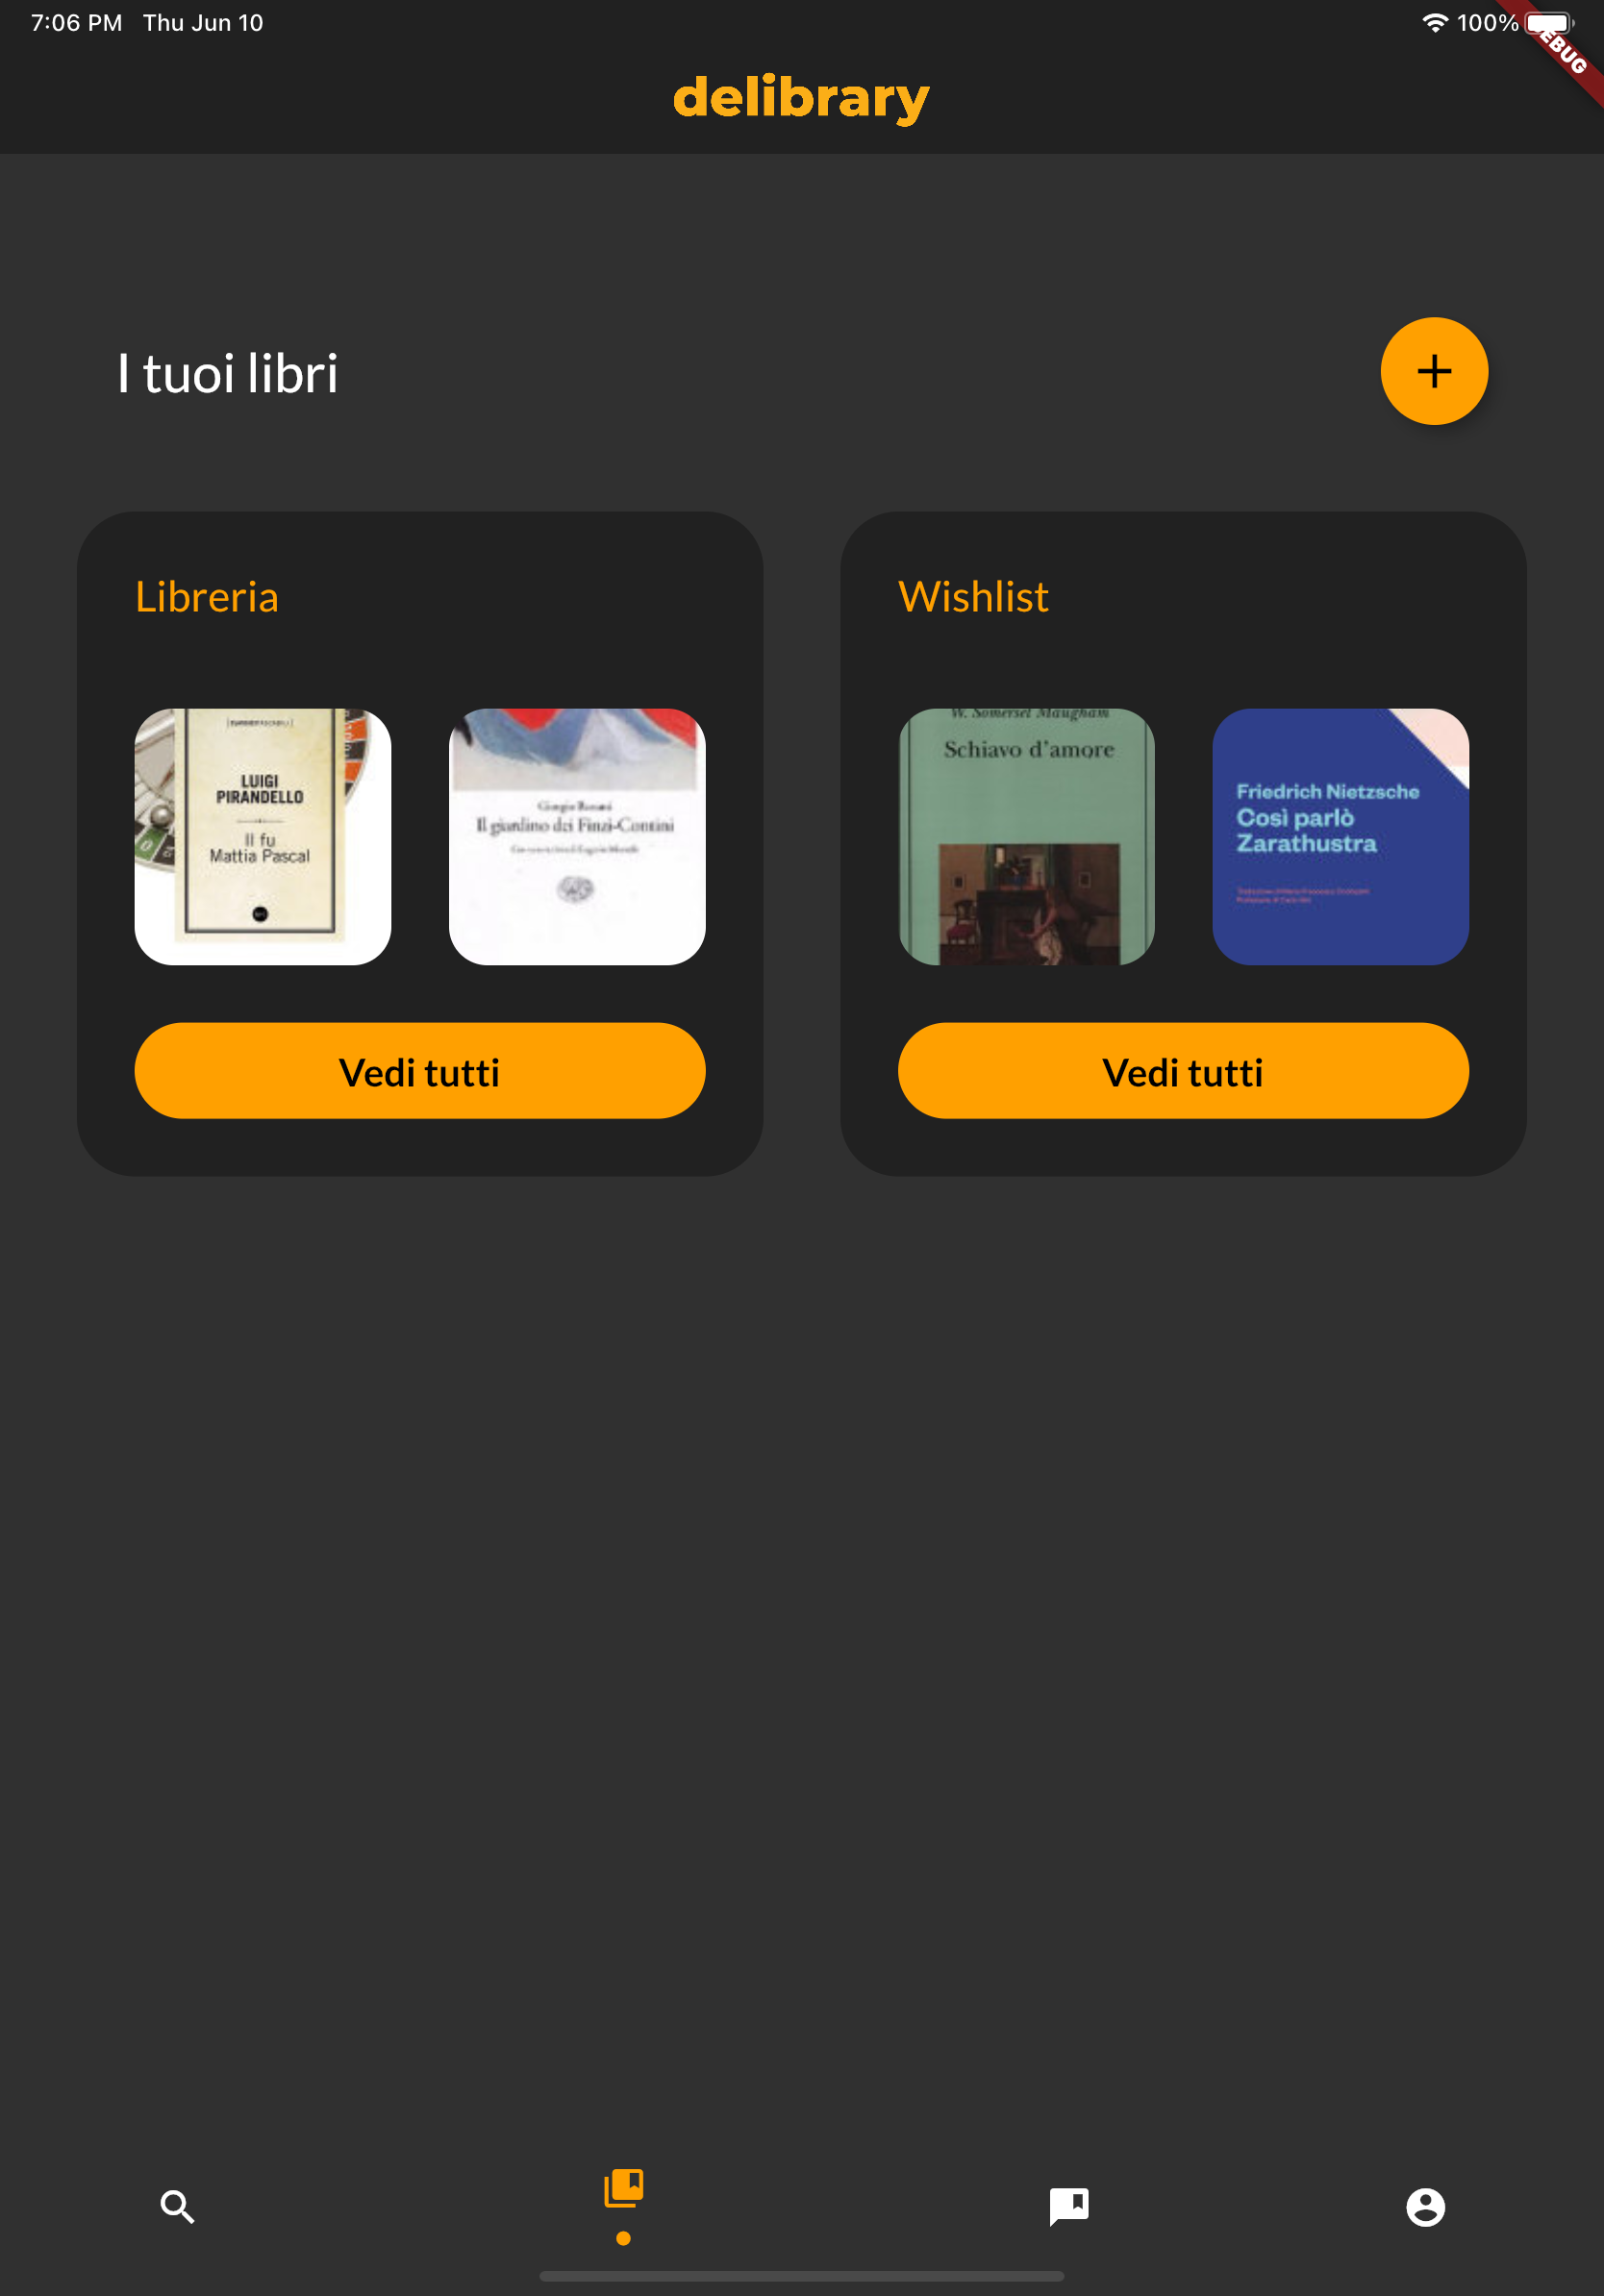 7:06 PM Thu Jun 10
100%
EBUG
delibrary
I tuoi libri
Libreria
LUIGI
PIRANDELLO
Il fu
Mattia Pascal
Giorgio Bassani
Il giardino dei Finzi-Contini
Vedi tutti
Wishlist
W. Somerset Maugham
Schiavo d'amore
Friedrich Nietzsche
Così parlò
Zarathustra
Vedi tutti